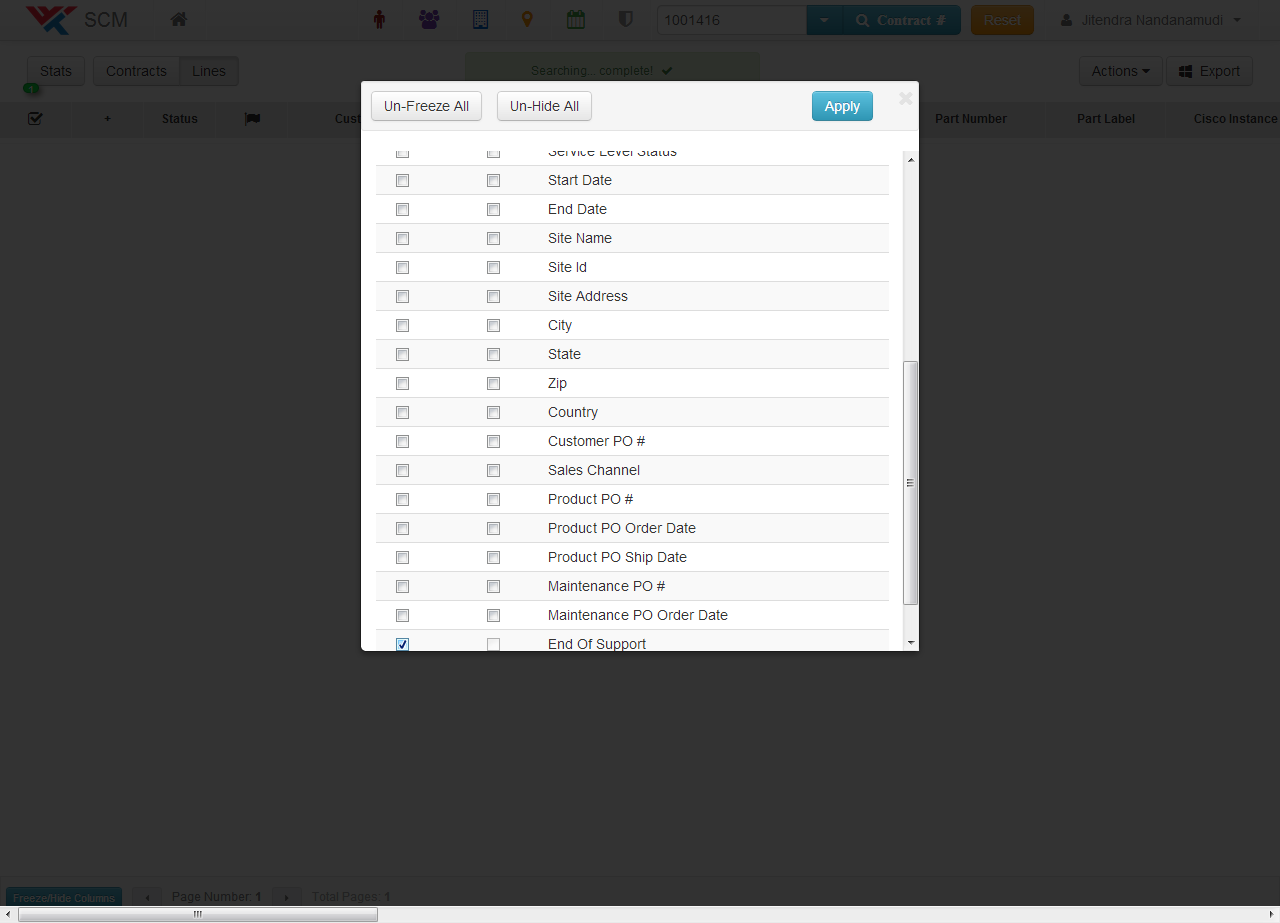 SCM
1001416
Contract #
Reset
Jitendra Nandanamudi
Stats
1
Contracts
Lines
Searching... complete!
Actions
Export
Un-Freeze All
Un-Hide All
Apply
+
Status
Cust
Part Number
Part Label
Cisco Instance
Service Level Status
Start Date
End Date
Site Name
Site Id
Site Address
City
State
Zip
Country
Customer PO #
Sales Channel
Product PO #
Product PO Order Date
Product PO Ship Date
Maintenance PO #
Maintenance PO Order Date
End Of Support
Freeze/Hide Columns
Page Number: 1
Total Pages: 1